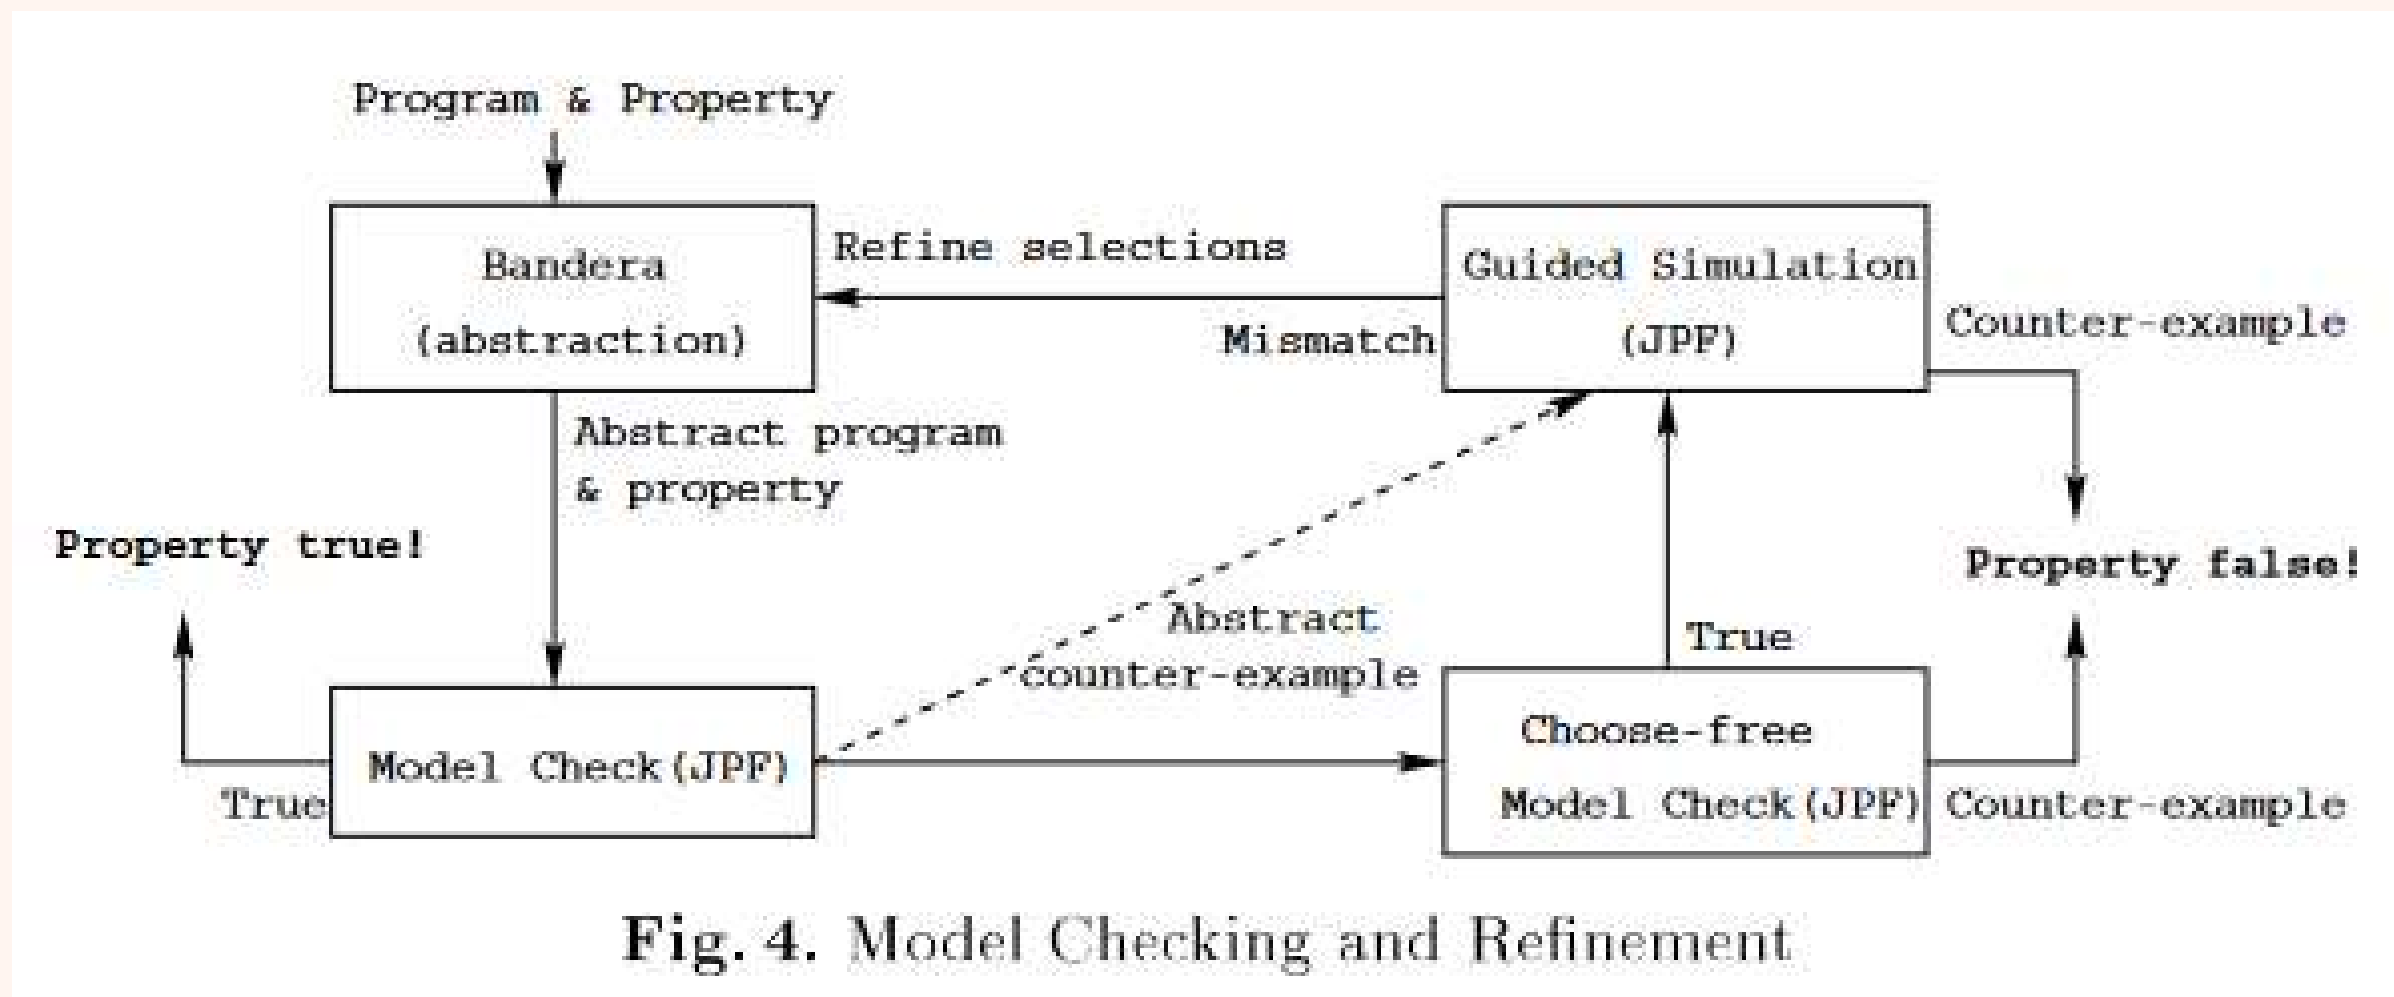 Program & Property
Bandera
(abstraction)
Refine selections
Mismatch
Guided Simulation
(JPF)
Counter-example
Abstract program
& property
Property true!
Property false!
Abstract
counter-example
True
Choose-free
Model Check(JPF)
Counter-example
Model Check(JPF)
True
Fig. 4. Model Checking and Refinement